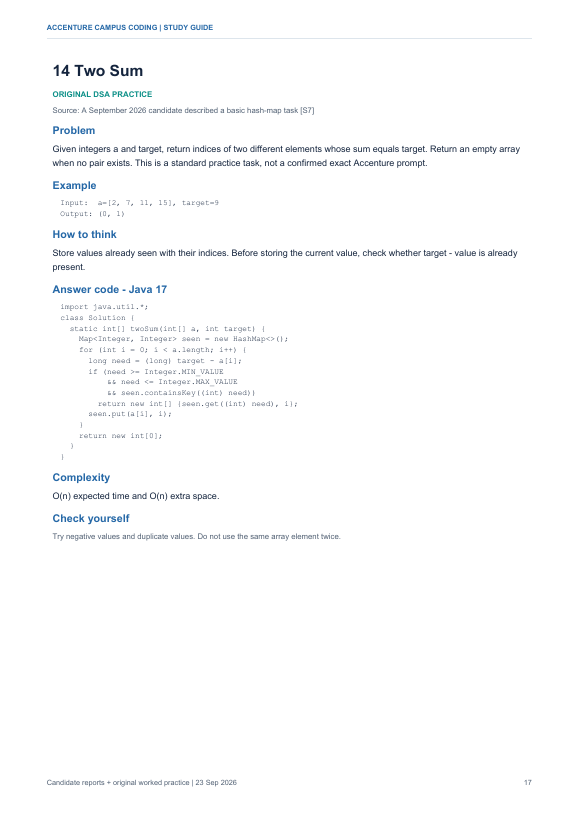 ACCENTURE CAMPUS CODING | STUDY GUIDE
14 Two Sum
ORIGINAL DSA PRACTICE
Source: A September 2026 candidate described a basic hash-map task [S7]
Problem
Given integers a and target, return indices of two different elements whose sum equals target. Return an empty array
when no pair exists. This is a standard practice task, not a confirmed exact Accenture prompt.
Example
Input:  a=[2, 7, 11, 15], target=9
Output: (0, 1)
How to think
Store values already seen with their indices. Before storing the current value, check whether target - value is already
present.
Answer code - Java 17
import java.util.*;
class Solution {
  static int[] twoSum(int[] a, int target) {
    Map<Integer, Integer> seen = new HashMap<>();
    for (int i = 0; i < a.length; i++) {
      long need = (long) target - a[i];
      if (need >= Integer.MIN_VALUE
          && need <= Integer.MAX_VALUE
          && seen.containsKey((int) need))
        return new int[] {seen.get((int) need), i};
      seen.put(a[i], i);
    }
    return new int[0];
  }
}
Complexity
O(n) expected time and O(n) extra space.
Check yourself
Try negative values and duplicate values. Do not use the same array element twice.
Candidate reports + original worked practice | 23 Sep 2026
17